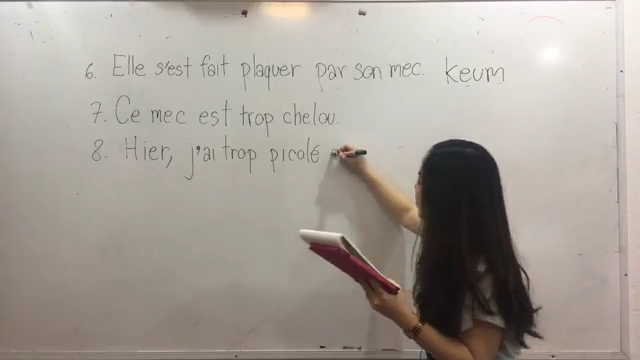 6. Elle s'est fait plaquer par son mec. keum
7. Ce mec est trop chelou.
8. Hier, j'ai trop picolé